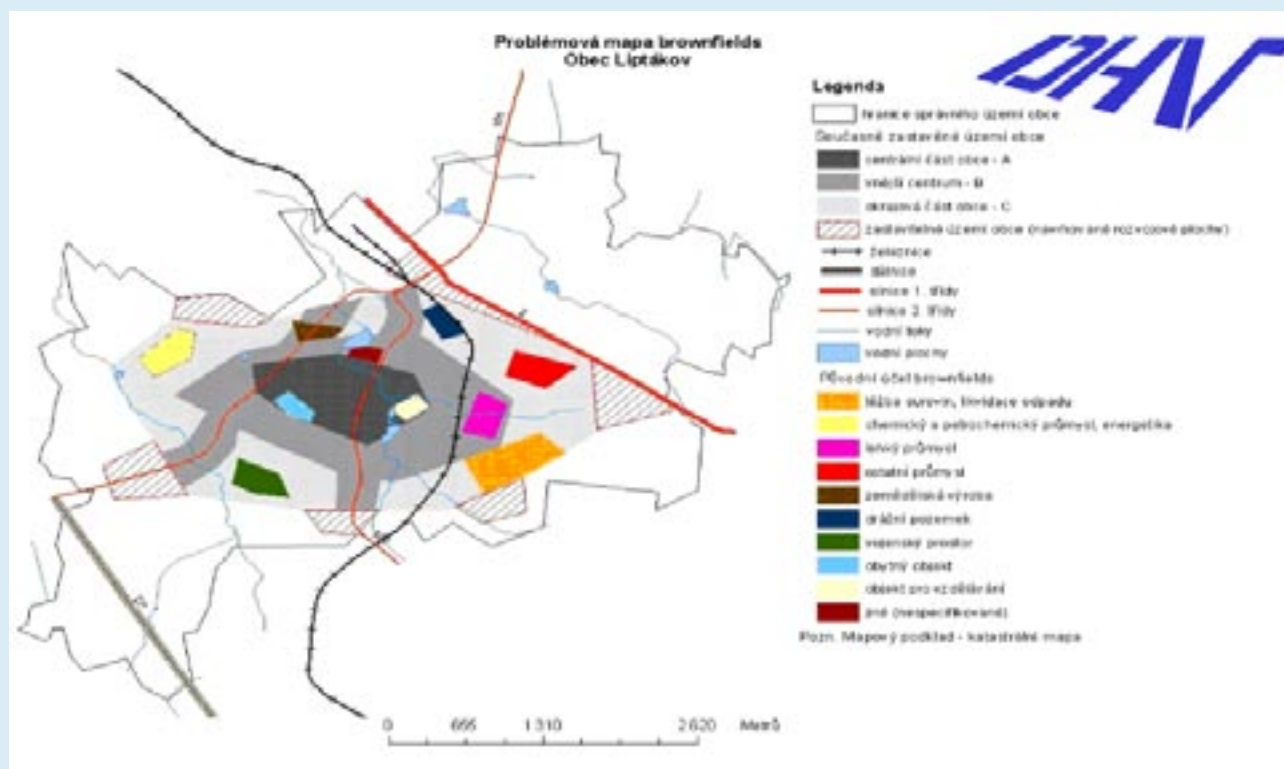 Problémová mapa brownfields
Obec Liptákov
DHV
Legenda
hranice správního území obce
Současně zastavěné území obce
centrální část obce - A
vnější centrum - B
okrajová část obce - C
zastavitelné území obce (navrhované rozvojové plochy)
železnice
dálnice
silnice 1. třídy
silnice 2. třídy
vodní toky
vodní plochy
Původní účel brownfields
těžba surovin, likvidace odpadu
chemický a petrochemický průmysl, energetika
lehký průmysl
ostatní průmysl
zemědělská výroba
drážní pozemek
vojenský prostor
obytný objekt
objekt pro vzdělávání
jiné (nespecifikované)
Pozn. Mapový podklad - katastrální mapa
0 655 1 310 2 620 Metrů